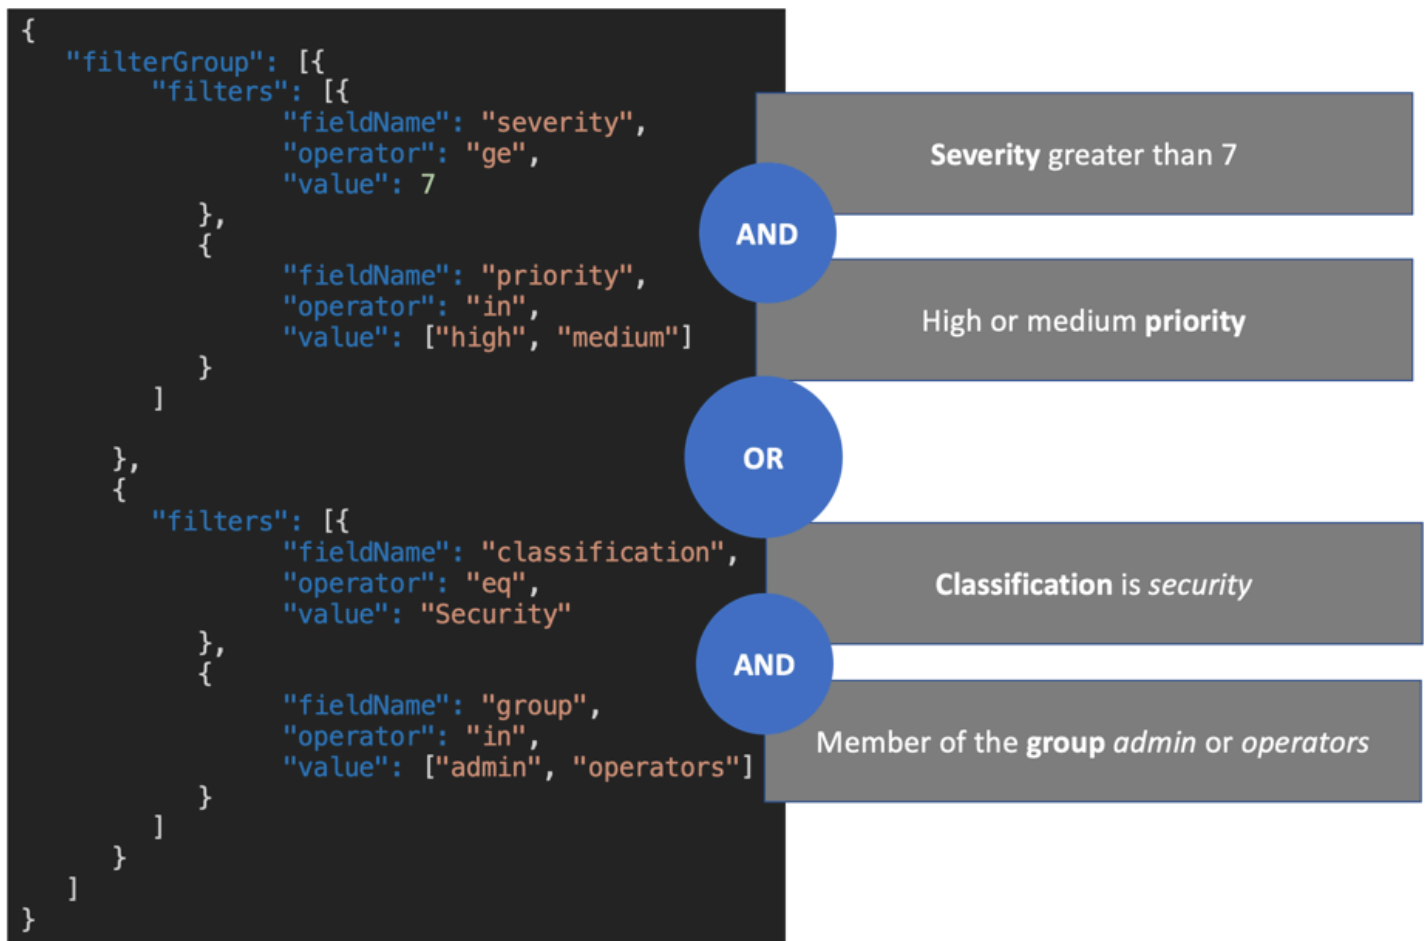 {
"filterGroup": [{
"filters": [{
"fieldName": "severity",
"operator": "ge",
"value": 7
},
{
"fieldName": "priority",
"operator": "in",
"value": ["high", "medium"]
}
]
},
{
"filters": [{
"fieldName": "classification",
"operator": "eq",
"value": "Security"
},
{
"fieldName": "group",
"operator": "in",
"value": ["admin", "operators"]
}
]
}
]
}
Severity greater than 7
AND
High or medium priority
OR
Classification is security
AND
Member of the group admin or operators